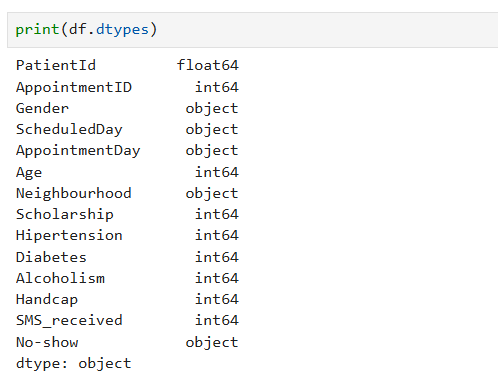 print(df.dtypes)
PatientId float64
AppointmentID int64
Gender object
ScheduledDay object
AppointmentDay object
Age int64
Neighbourhood object
Scholarship int64
Hipertension int64
Diabetes int64
Alcoholism int64
Handcap int64
SMS_received int64
No-show object
dtype: object